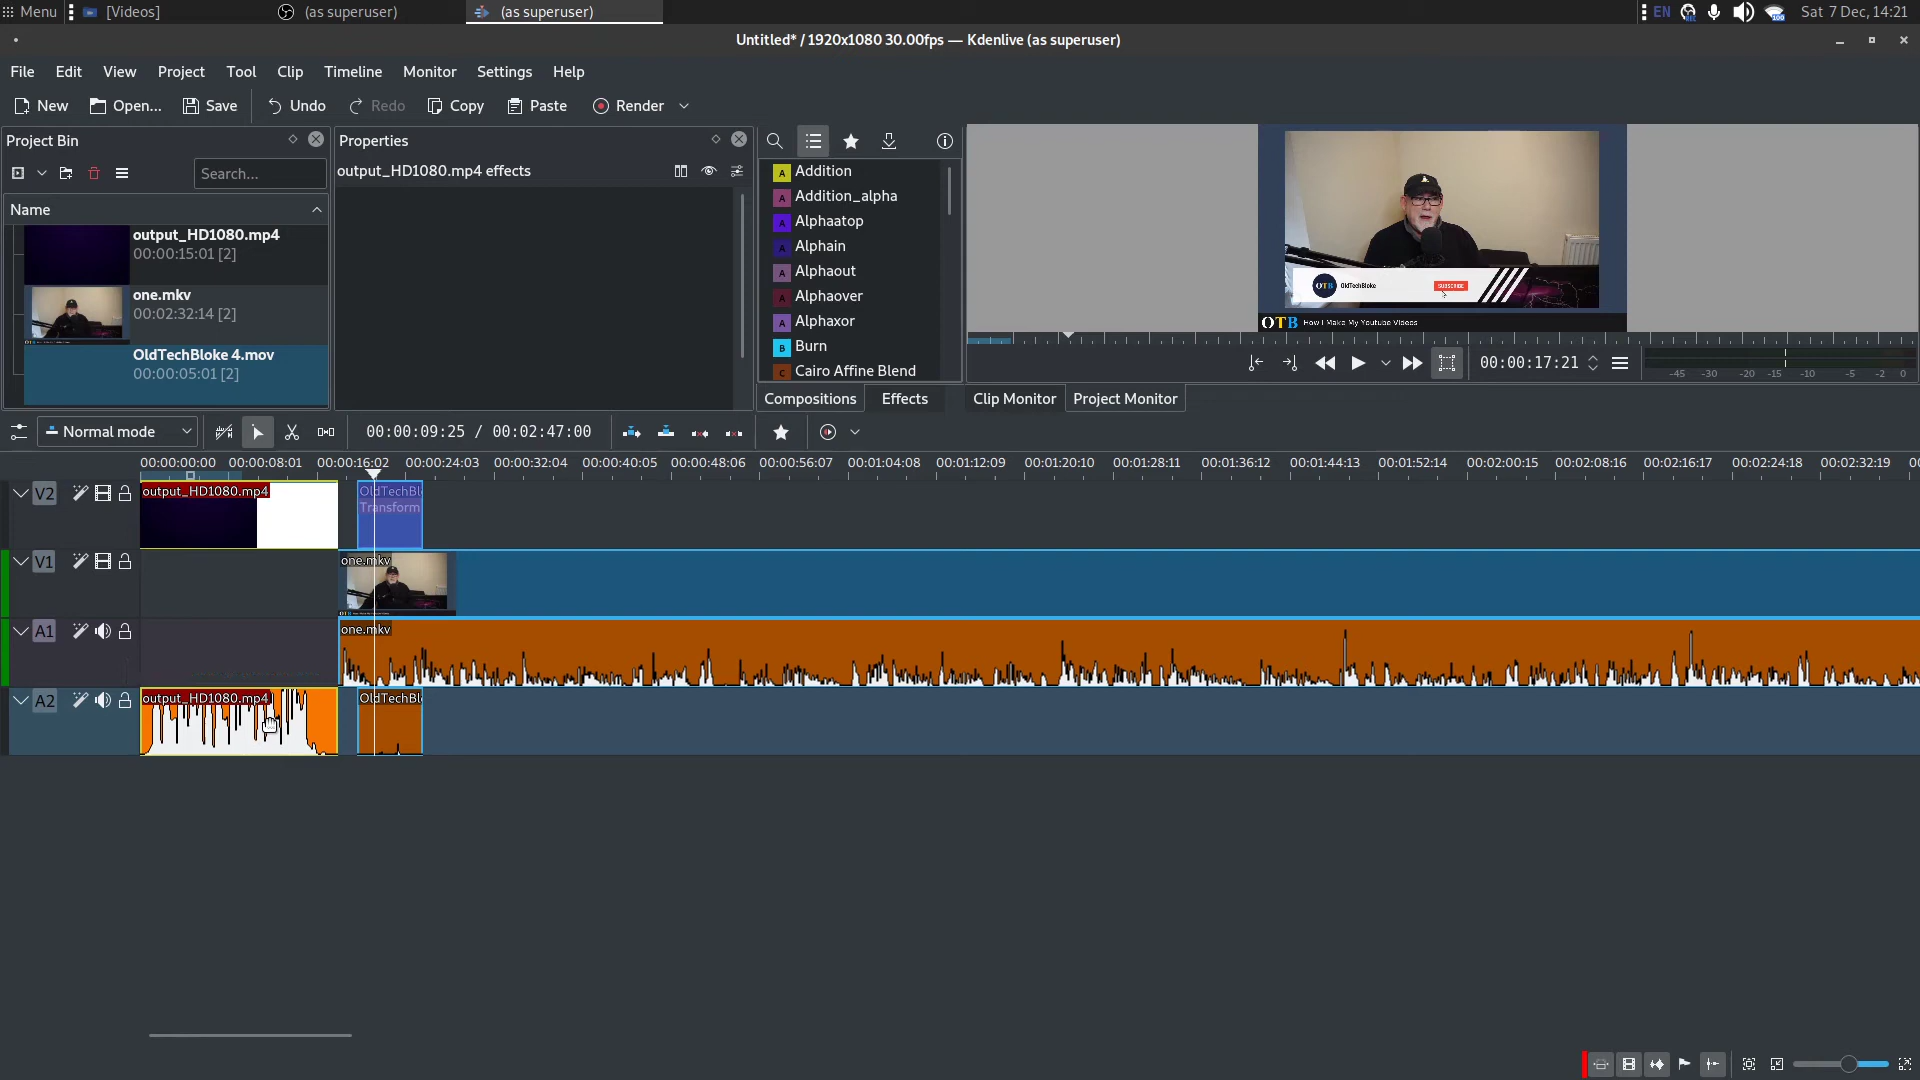 Menu
[Videos]
(as superuser)
(as superuser)
EN
Sat 7 Dec, 14:21
Untitled* / 1920x1080 30.00fps — Kdenlive (as superuser)
File Edit View Project Tool Clip Timeline Monitor Settings Help
New Open... Save Undo Redo Copy Paste Render
Project Bin
Search...
Name
output_HD1080.mp4
00:00:15:01 [2]
one.mkv
00:02:32:14 [2]
OldTechBloke 4.mov
00:00:05:01 [2]
Properties
output_HD1080.mp4 effects
A Addition
A Addition_alpha
A Alphaatop
A Alphain
A Alphaout
A Alphaover
A Alphaxor
B Burn
C Cairo Affine Blend
Compositions Effects
OTB OldTechBloke SUBSCRIBE
OTB How I Make My Youtube Videos
00:00:17:21
-45 -30 -20 -15 -10 -5 -2 0
Clip Monitor Project Monitor
Normal mode
00:00:09:25 / 00:02:47:00
00:00:00:00 00:00:08:01 00:00:16:02 00:00:24:03 00:00:32:04 00:00:40:05 00:00:48:06 00:00:56:07 00:01:04:08 00:01:12:09 00:01:20:10 00:01:28:11 00:01:36:12 00:01:44:13 00:01:52:14 00:02:00:15 00:02:08:16 00:02:16:17 00:02:24:18 00:02:32:19
V2
output_HD1080.mp4
OldTechBl
Transform
V1
one.mkv
A1
one.mkv
A2
output_HD1080.mp4
OldTechBl